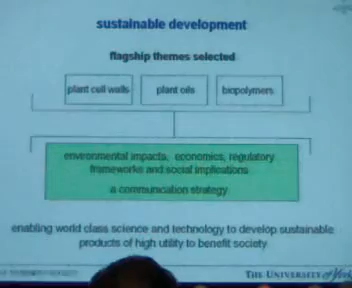 sustainable development
flagship themes selected
plant cell walls
plant oils
biopolymers
environmental impacts, economics, regulatory
frameworks and social implications
a communication strategy
enabling world class science and technology to develop sustainable
products of high utility to benefit society
THE UNIVERSITY of York